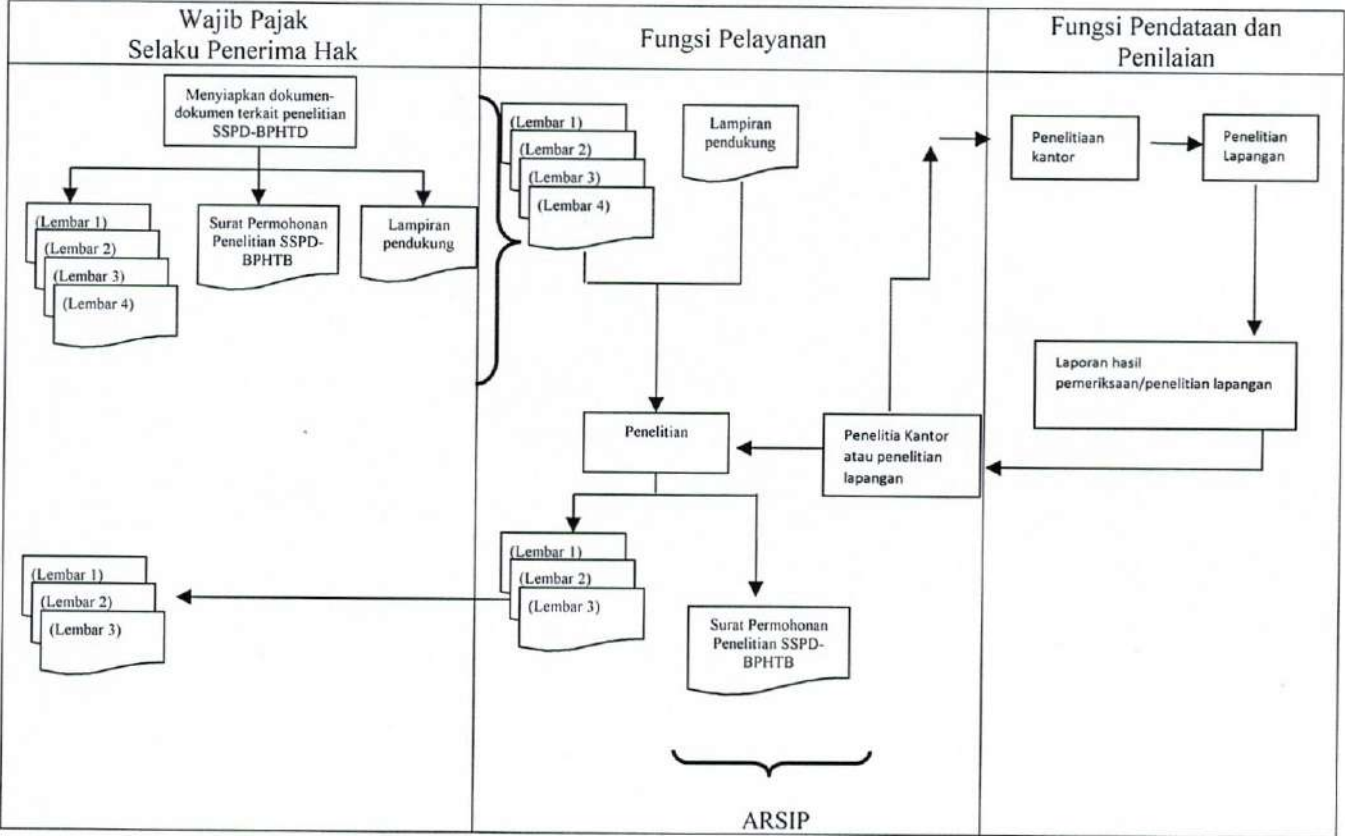 Wajib Pajak
Selaku Penerima Hak
Fungsi Pelayanan
Fungsi Pendataan dan
Penilaian
Menyiapkan dokumen-
dokumen terkait penelitian
SSPD-BPHTD
(Lembar 1)
(Lembar 2)
(Lembar 3)
(Lembar 4)
Surat Permohonan
Penelitian SSPD-
BPHTB
Lampiran
pendukung
(Lembar 1)
(Lembar 2)
(Lembar 3)
(Lembar 4)
Lampiran
pendukung
Penelitiaan
kantor
Penelitian
Lapangan
Laporan hasil
pemeriksaan/penelitian lapangan
Penelitian
Penelitia Kantor
atau penelitian
lapangan
(Lembar 1)
(Lembar 2)
(Lembar 3)
(Lembar 1)
(Lembar 2)
(Lembar 3)
Surat Permohonan
Penelitian SSPD-
BPHTB
ARSIP